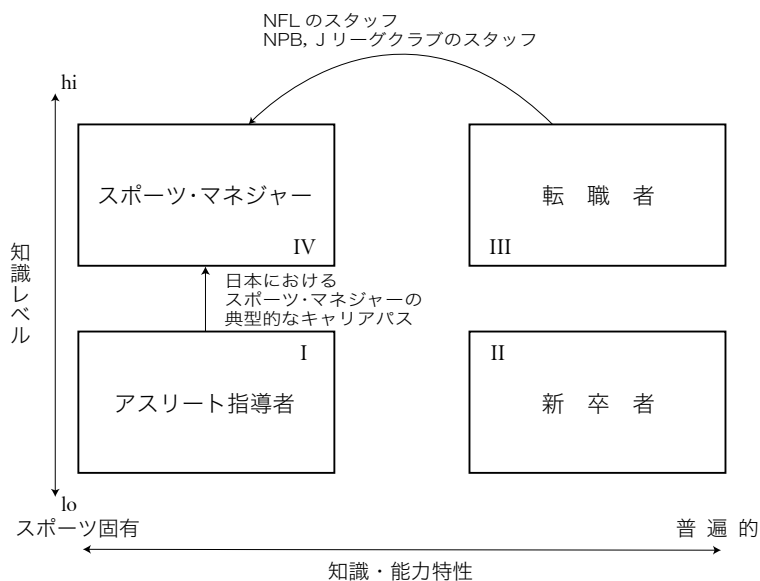 NFLのスタッフ
NPB, Jリーグクラブのスタッフ
hi
スポーツ・マネジャー
IV
転職者
III
知識レベル
日本における
スポーツ・マネジャーの
典型的なキャリアパス
I
アスリート指導者
II
新卒者
lo
スポーツ固有
普遍的
知識・能力特性